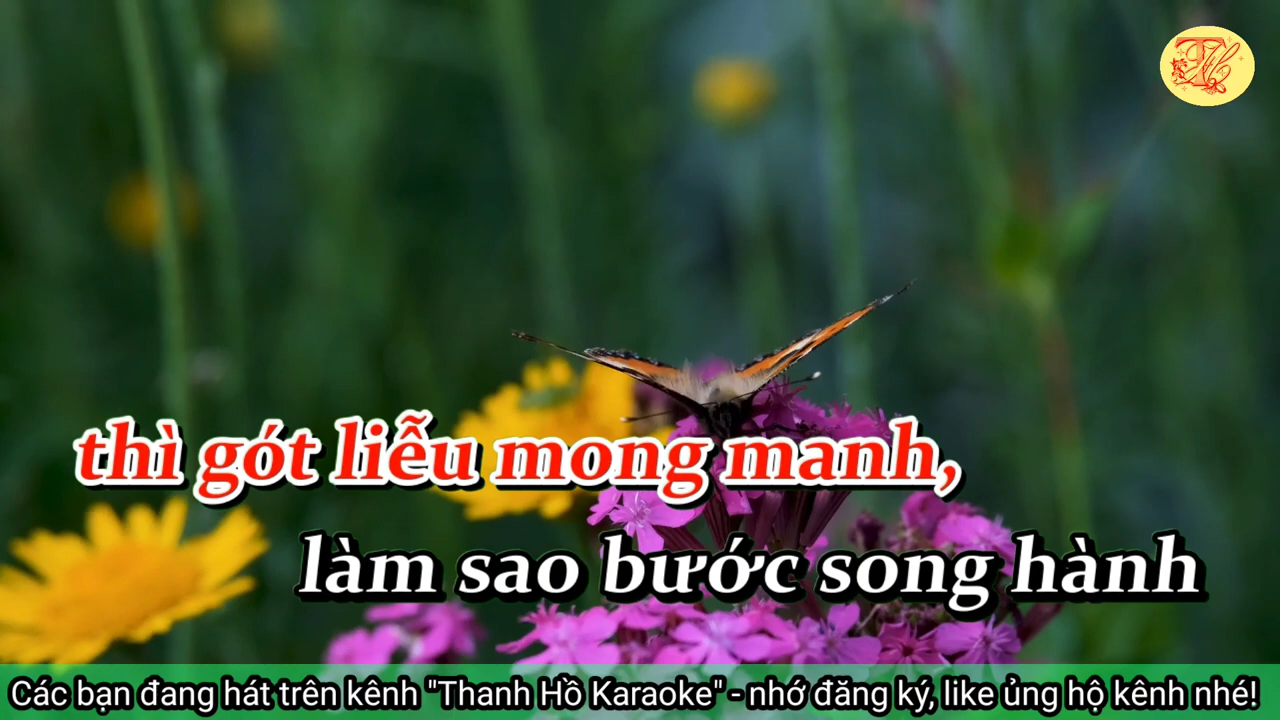 thì gót liễu mong manh,
làm sao bước song hành
Các bạn đang hát trên kênh "Thanh Hồ Karaoke" - nhớ đăng ký, like ủng hộ kênh nhé!